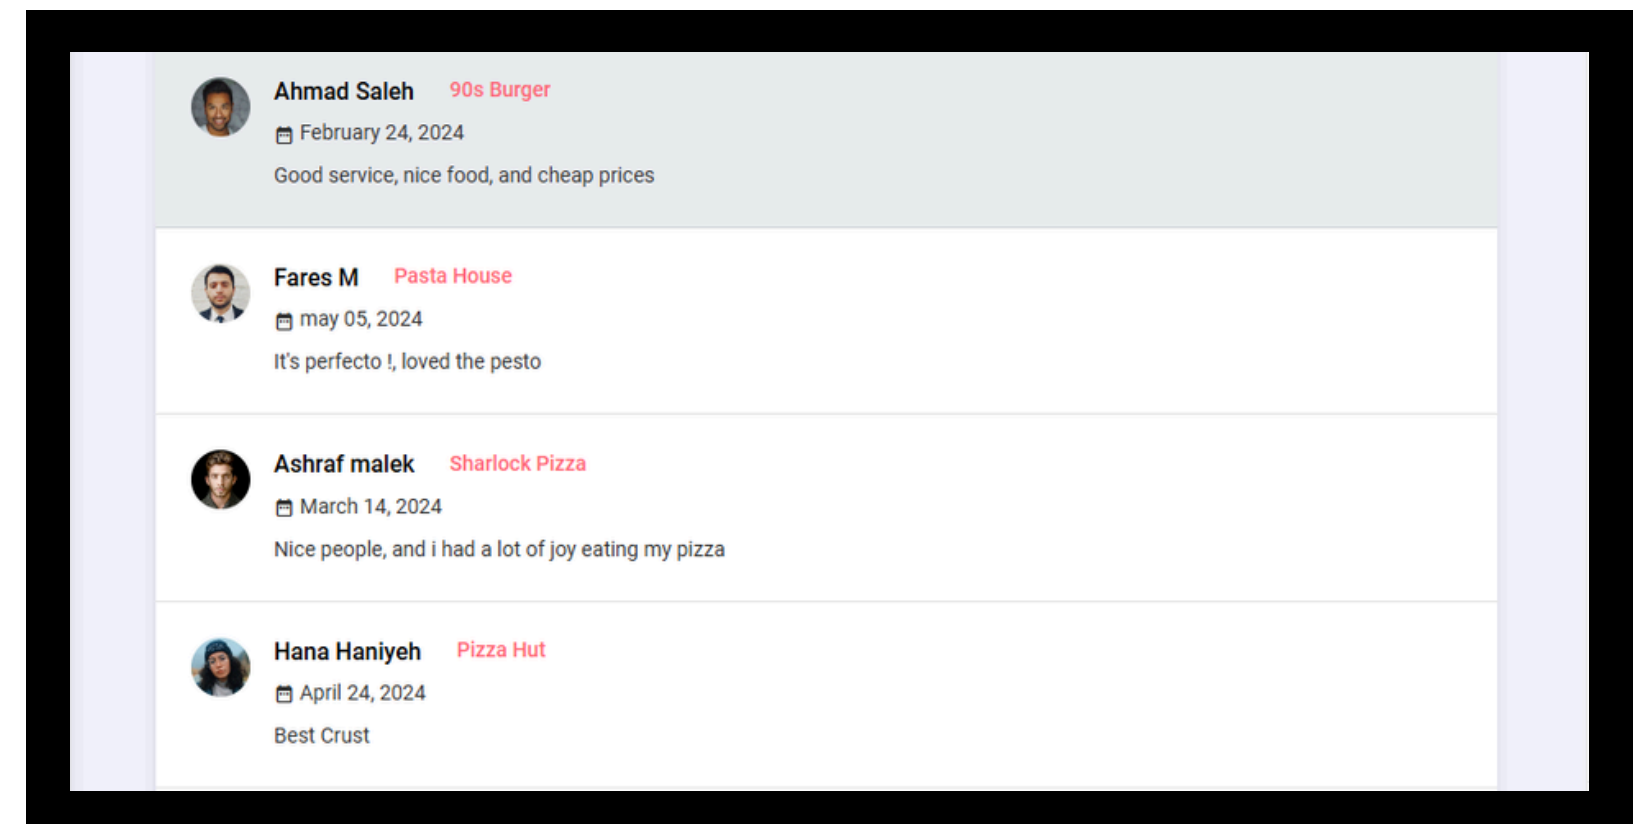 Ahmad Saleh 90s Burger
February 24, 2024
Good service, nice food, and cheap prices
Fares M Pasta House
may 05, 2024
It's perfecto !, loved the pesto
Ashraf malek Sharlock Pizza
March 14, 2024
Nice people, and i had a lot of joy eating my pizza
Hana Haniyeh Pizza Hut
April 24, 2024
Best Crust